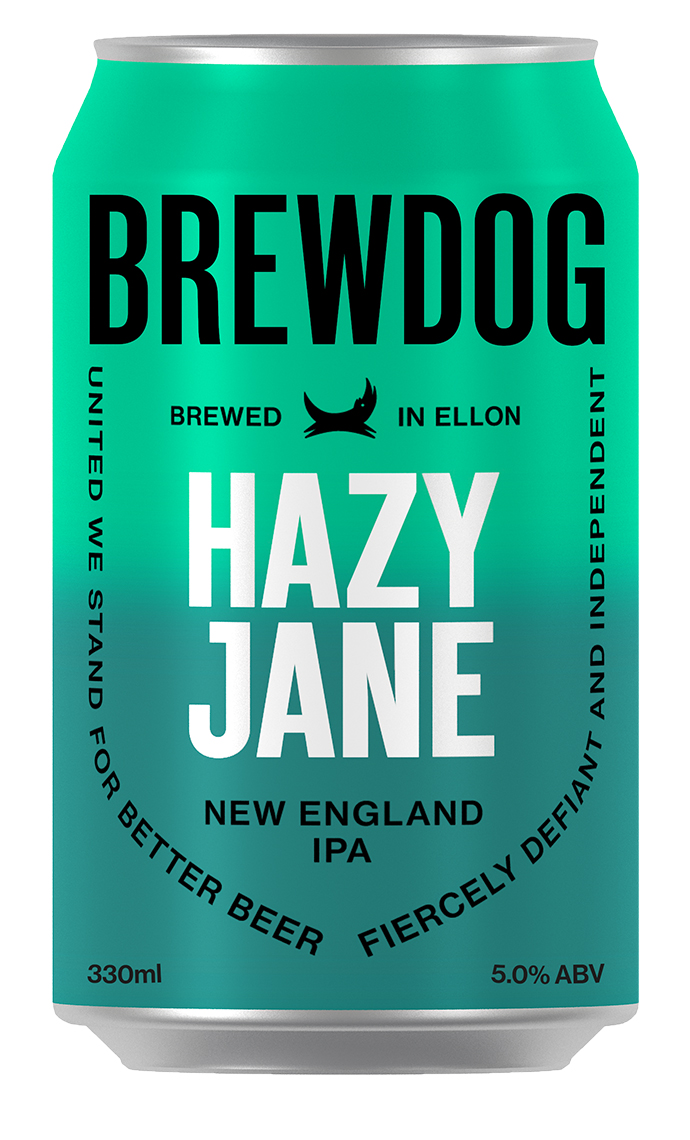 BREWDOG
BREWED IN ELLON
HAZY
JANE
NEW ENGLAND
IPA
UNITED WE STAND FOR BETTER BEER
FIERCELY DEFIANT AND INDEPENDENT
330ml
5.0% ABV